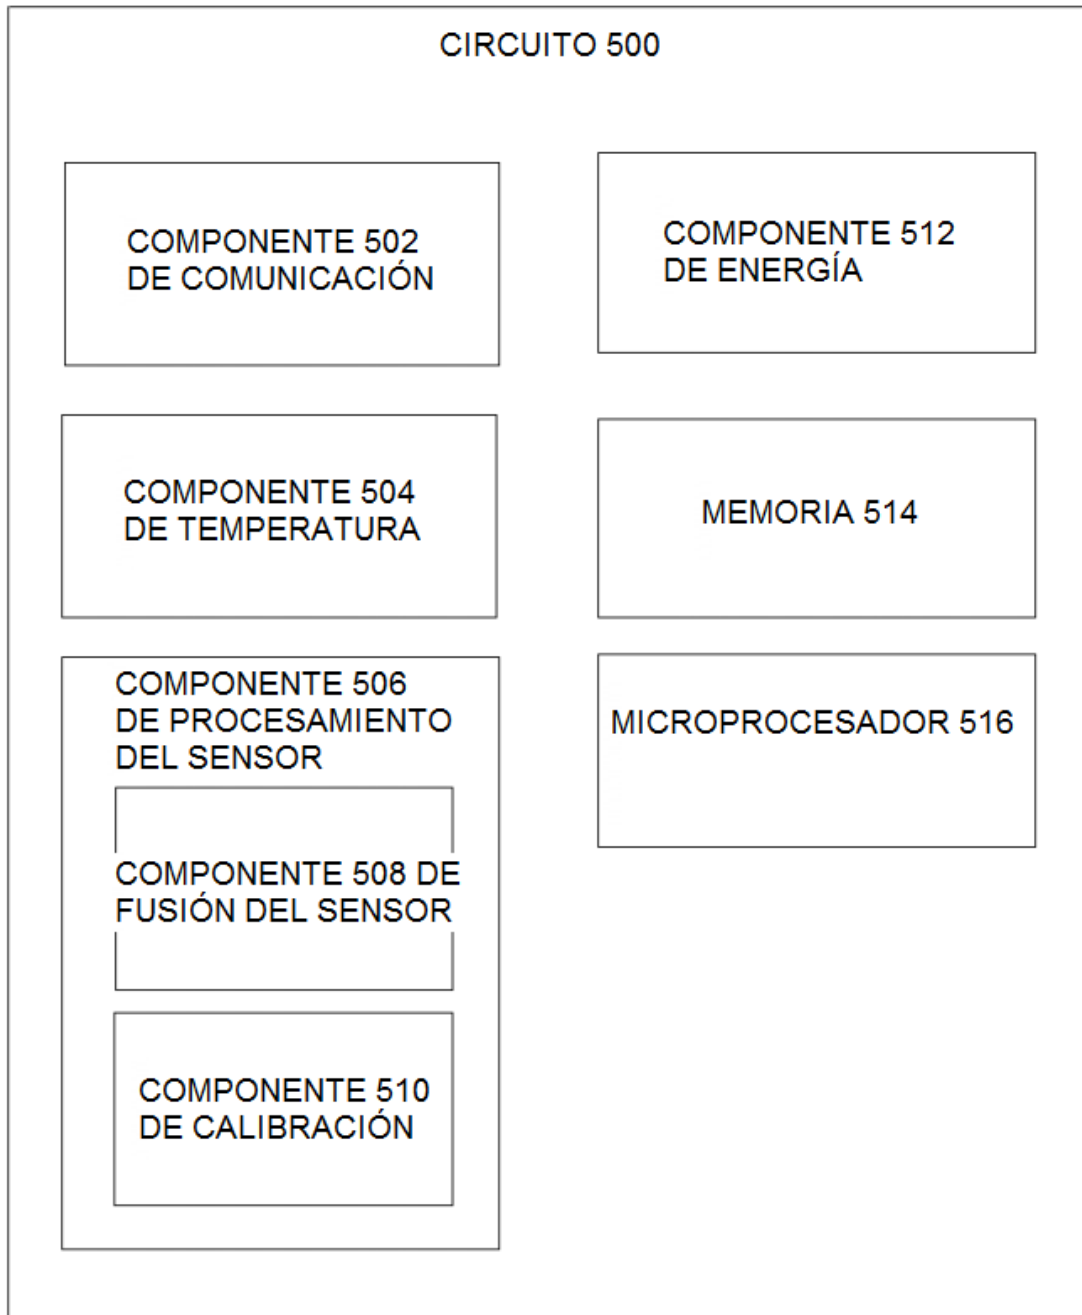 CIRCUITO 500
COMPONENTE 502
DE COMUNICACIÓN
COMPONENTE 512
DE ENERGÍA
COMPONENTE 504
DE TEMPERATURA
MEMORIA 514
COMPONENTE 506
DE PROCESAMIENTO
DEL SENSOR
MICROPROCESADOR 516
COMPONENTE 508 DE
FUSIÓN DEL SENSOR
COMPONENTE 510
DE CALIBRACIÓN